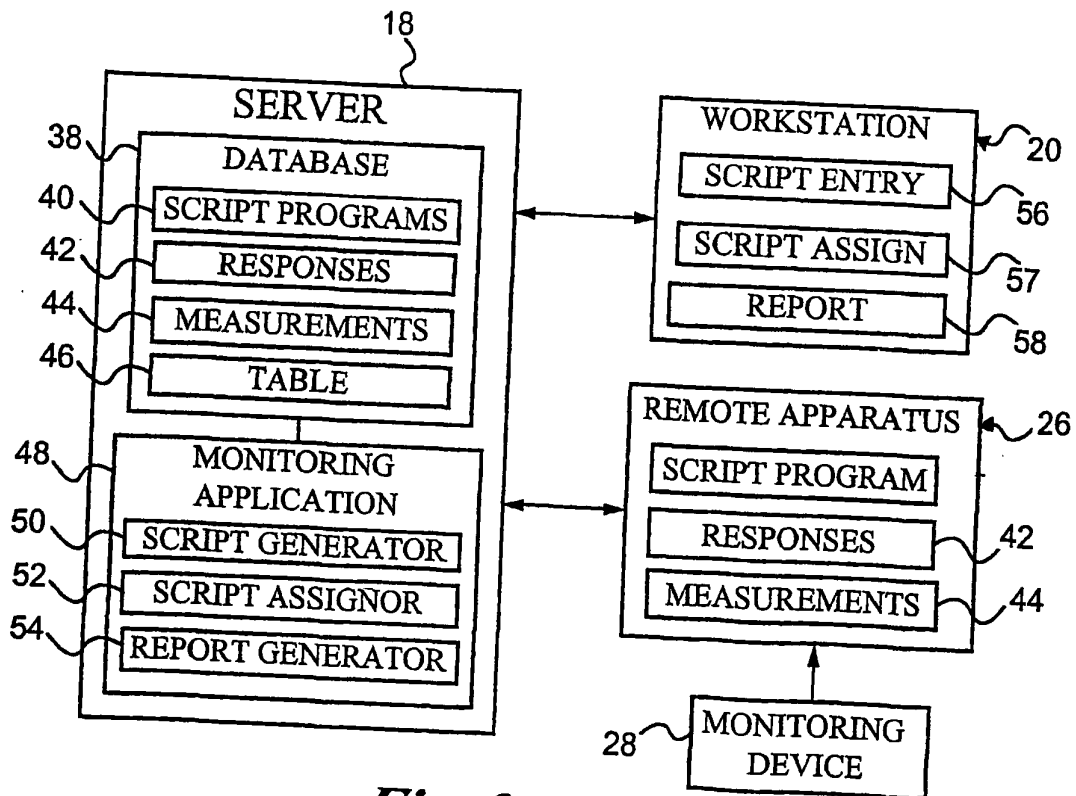 18
SERVER
38
DATABASE
40
SCRIPT PROGRAMS
42
RESPONSES
44
MEASUREMENTS
46
TABLE
48
MONITORING
APPLICATION
50
SCRIPT GENERATOR
52
SCRIPT ASSIGNOR
54
REPORT GENERATOR
WORKSTATION
20
SCRIPT ENTRY
56
SCRIPT ASSIGN
57
REPORT
58
REMOTE APPARATUS
26
SCRIPT PROGRAM
RESPONSES
42
MEASUREMENTS
44
28
MONITORING
DEVICE